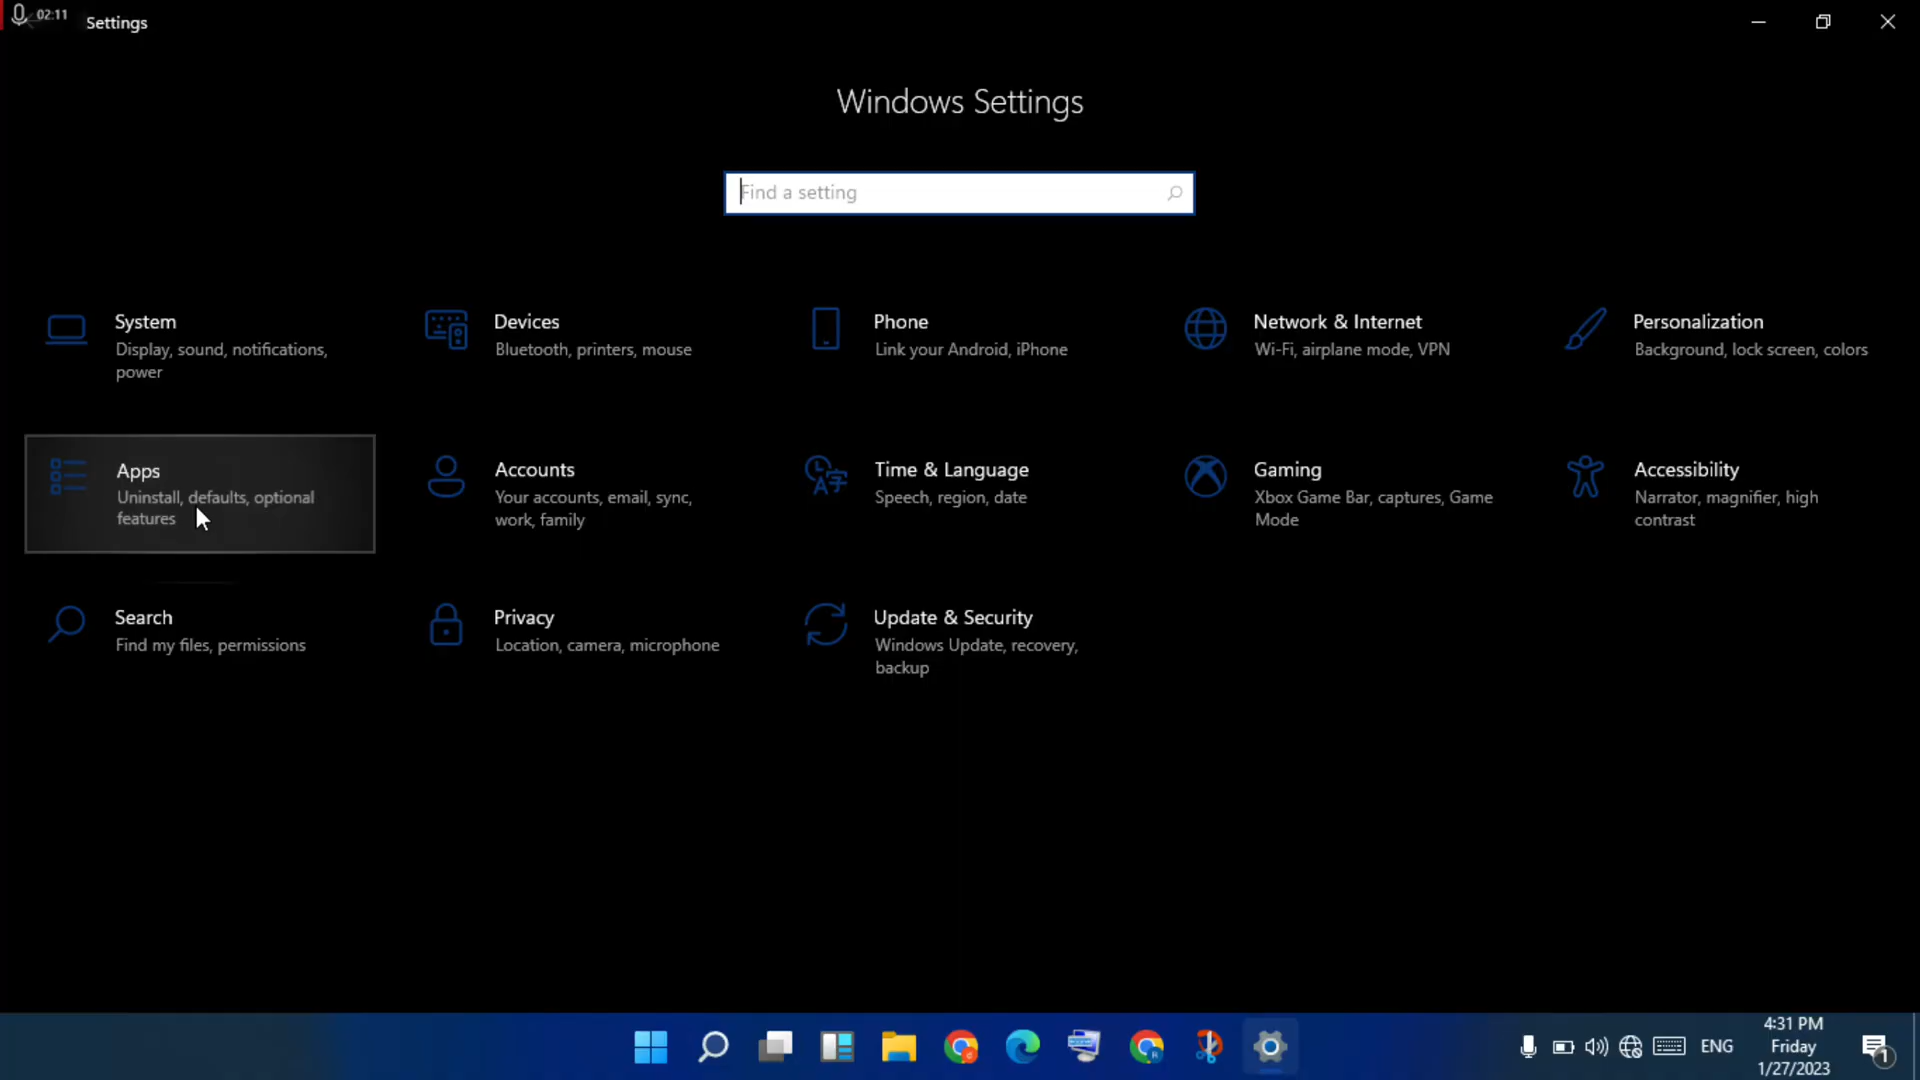 02:11
Settings
Windows Settings
Find a setting
System
Display, sound, notifications,
power
Devices
Bluetooth, printers, mouse
Phone
Link your Android, iPhone
Network & Internet
Wi-Fi, airplane mode, VPN
Personalization
Background, lock screen, colors
Apps
Uninstall, defaults, optional
features
Accounts
Your accounts, email, sync,
work, family
Time & Language
Speech, region, date
Gaming
Xbox Game Bar, captures, Game
Mode
Accessibility
Narrator, magnifier, high
contrast
Search
Find my files, permissions
Privacy
Location, camera, microphone
Update & Security
Windows Update, recovery,
backup
ENG
4:31 PM
Friday
1/27/2023
1